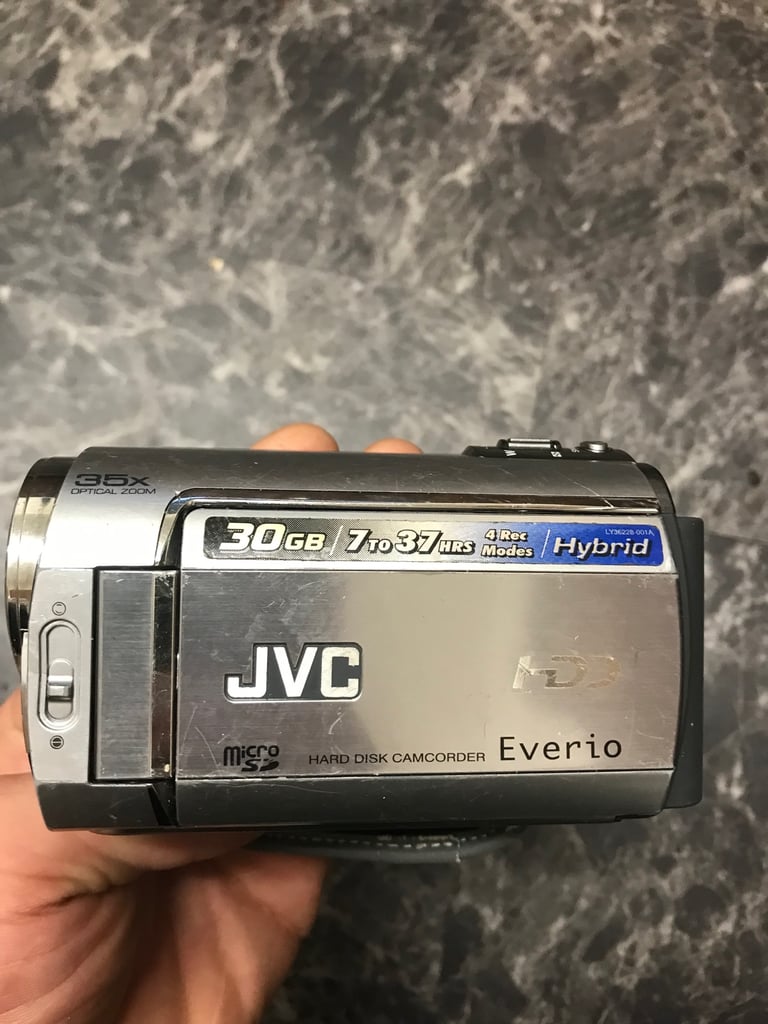 35x
OPTICAL ZOOM
30GB / 7 TO 37 HRS 4 Rec Modes / Hybrid
LY36228-001A
JVC
HDD
micro SD
HARD DISK CAMCORDER Everio
W